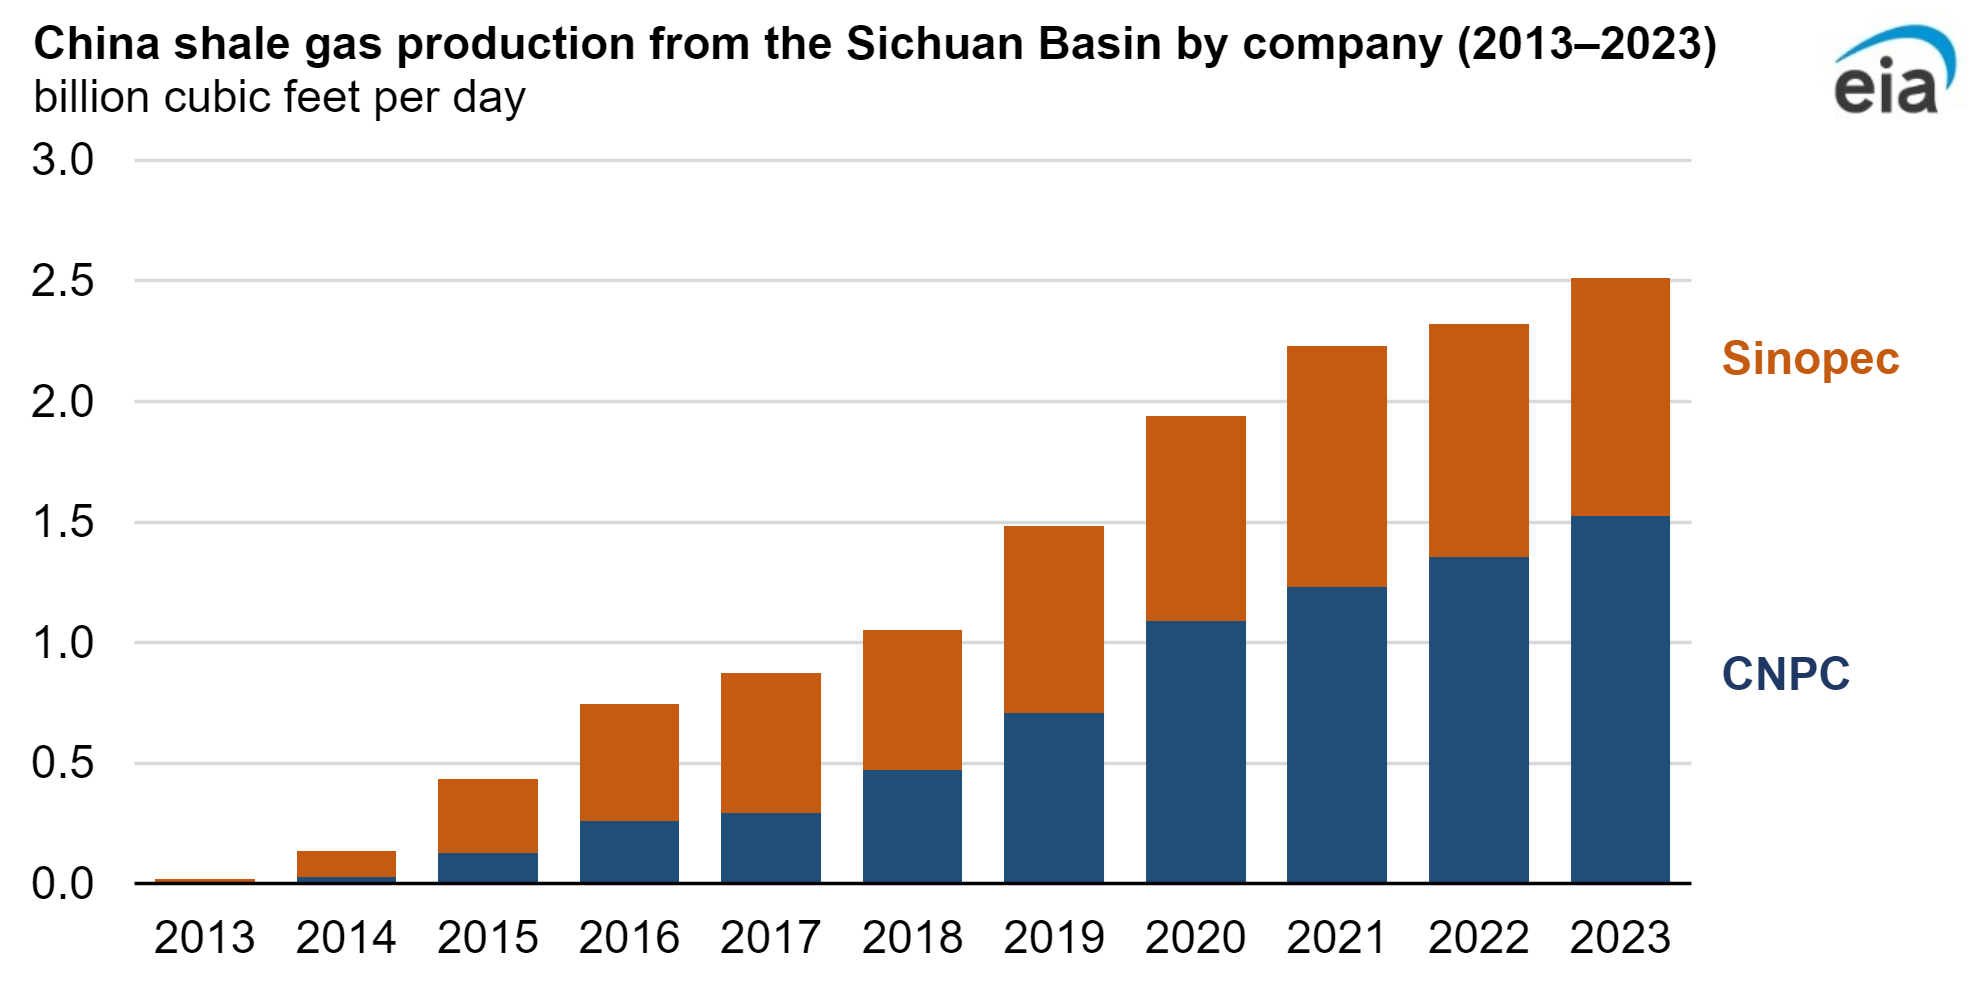 China shale gas production from the Sichuan Basin by company (2013–2023)
billion cubic feet per day
eia
3.0
2.5
2.0
1.5
1.0
0.5
0.0
Sinopec
CNPC
2013 2014 2015 2016 2017 2018 2019 2020 2021 2022 2023